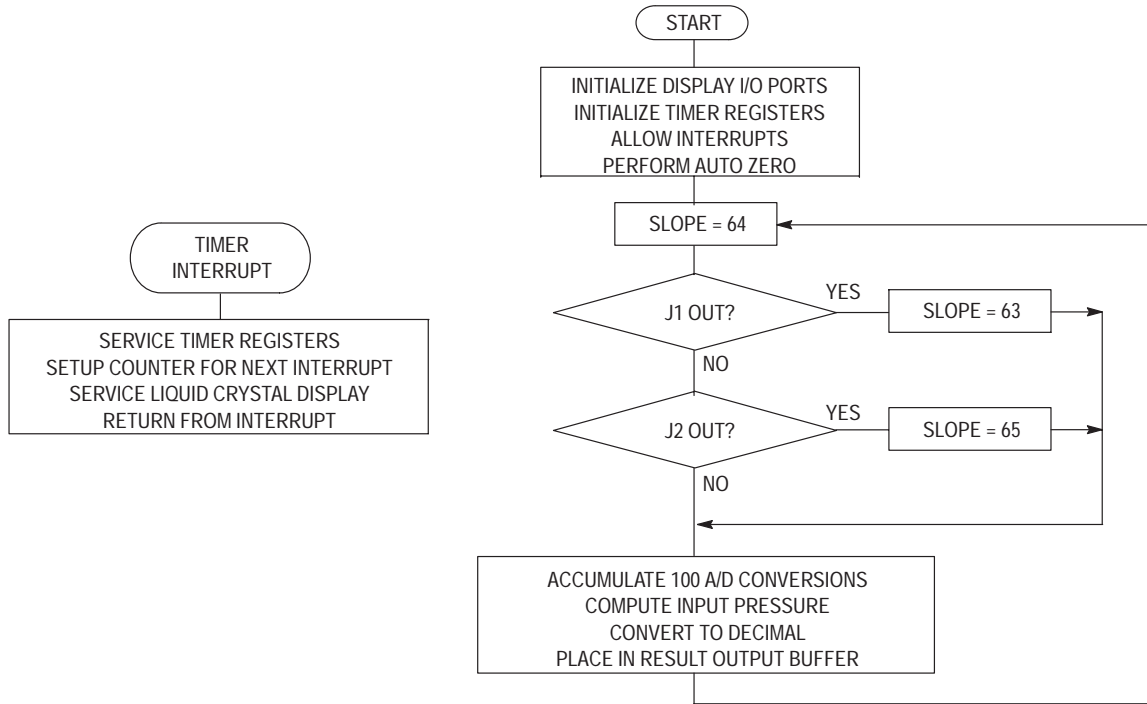 START
INITIALIZE DISPLAY I/O PORTS
INITIALIZE TIMER REGISTERS
ALLOW INTERRUPTS
PERFORM AUTO ZERO
SLOPE = 64
TIMER
INTERRUPT
J1 OUT?
YES
SLOPE = 63
NO
SERVICE TIMER REGISTERS
SETUP COUNTER FOR NEXT INTERRUPT
SERVICE LIQUID CRYSTAL DISPLAY
RETURN FROM INTERRUPT
J2 OUT?
YES
SLOPE = 65
NO
ACCUMULATE 100 A/D CONVERSIONS
COMPUTE INPUT PRESSURE
CONVERT TO DECIMAL
PLACE IN RESULT OUTPUT BUFFER